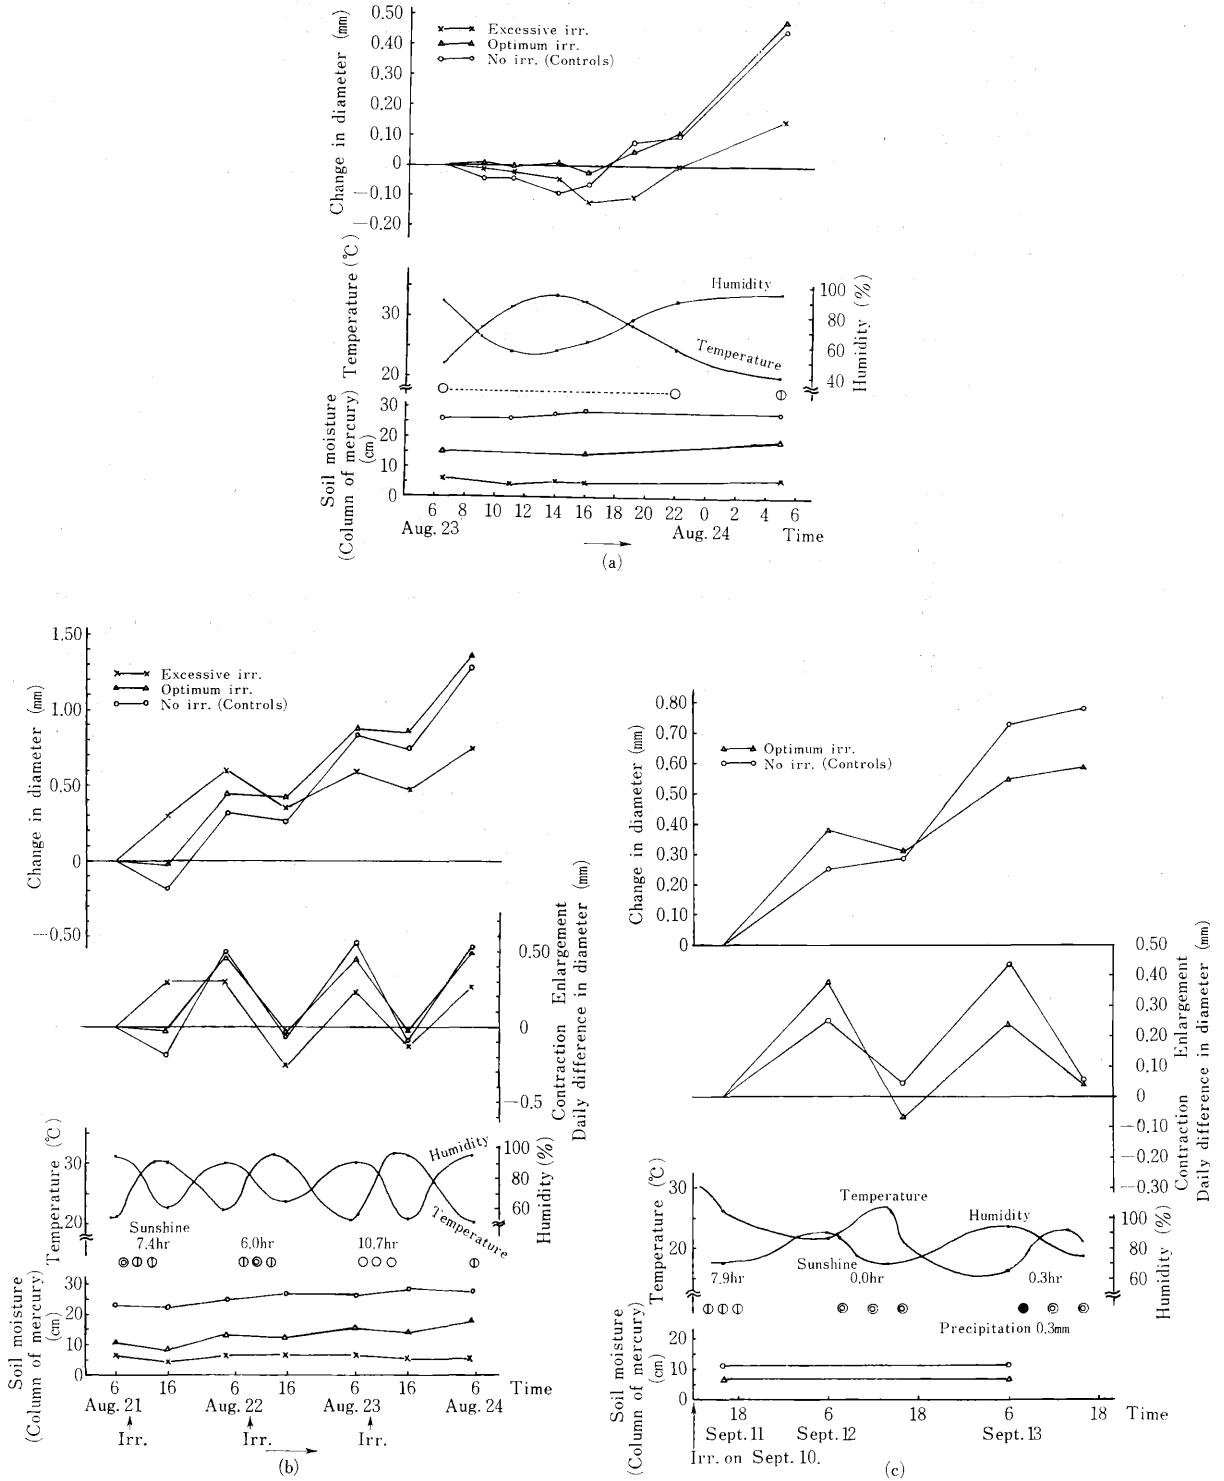 0.50
0.40
0.30
0.20
0.10
0
—0.10
—0.20
Change in diameter (mm)
Excessive irr.
Optimum irr.
No irr. (Controls)
Temperature (℃)
30
20
Humidity
Temperature
100
80
60
40
Humidity (%)
Soil moisture
(Column of mercury)
(cm)
30
20
10
0
6 8 10 12 14 16 18 20 22 0 2 4 6
Aug. 23 Aug. 24 Time
(a)
1.50
1.00
0.50
0
—0.50
Change in diameter (mm)
Excessive irr.
Optimum irr.
No irr. (Controls)
0.50
0
—0.5
Contraction Enlargement
Daily difference in diameter (mm)
Temperature (℃)
30
20
Humidity
Temperature
100
80
60
Humidity (%)
Sunshine
7.4hr 6.0hr 10.7hr
Soil moisture
(Column of mercury)
(cm)
30
20
10
0
6 16 6 16 6 16 6 Time
Aug. 21 Aug. 22 Aug. 23 Aug. 24
Irr. Irr. Irr.
(b)
0.80
0.70
0.60
0.50
0.40
0.30
0.20
0.10
0
Change in diameter (mm)
Optimum irr.
No irr. (Controls)
0.50
0.40
0.30
0.20
0.10
0
—0.10
—0.20
—0.30
Contraction Enlargement
Daily difference in diameter (mm)
Temperature (℃)
30
20
Temperature
Humidity
100
80
60
Humidity (%)
Sunshine
7.9hr 0.0hr 0.3hr
Precipitation 0.3mm
Soil moisture
(Column of mercury)
(cm)
20
10
0
18 6 18 6 18 Time
Sept. 11 Sept. 12 Sept. 13
Irr. on Sept. 10.
(c)